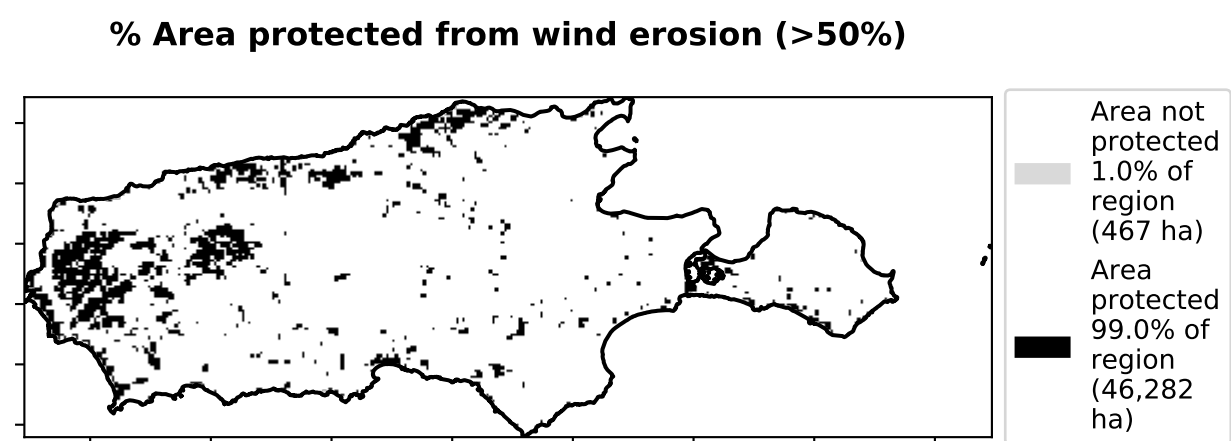 % Area protected from wind erosion (>50%)
Area not
protected
1.0% of
region
(467 ha)
Area
protected
99.0% of
region
(46,282
ha)